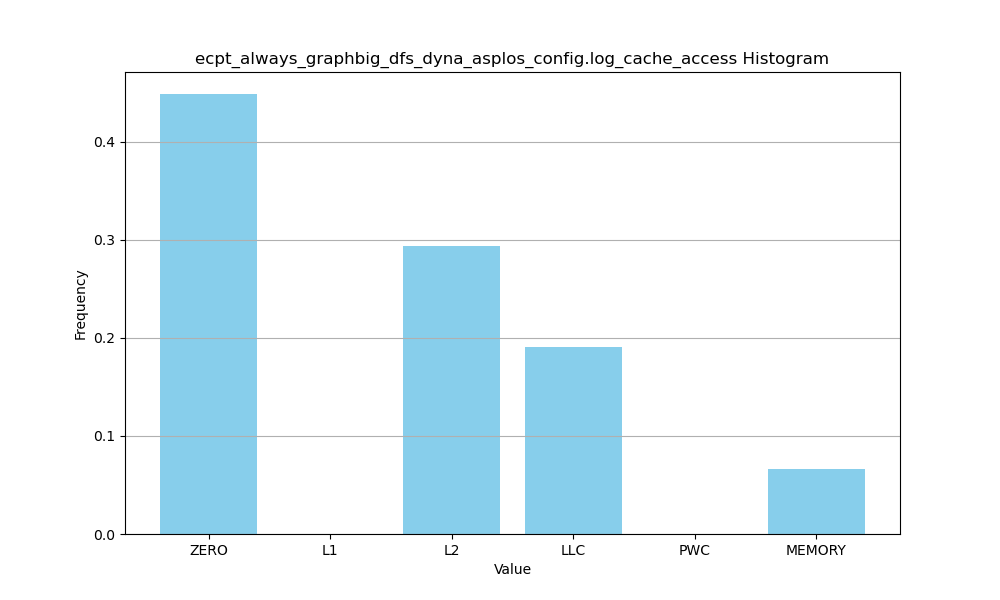 ecpt_always_graphbig_dfs_dyna_asplos_config.log_cache_access Histogram
Frequency
0.4
0.3
0.2
0.1
0.0
ZERO L1 L2 LLC PWC MEMORY
Value